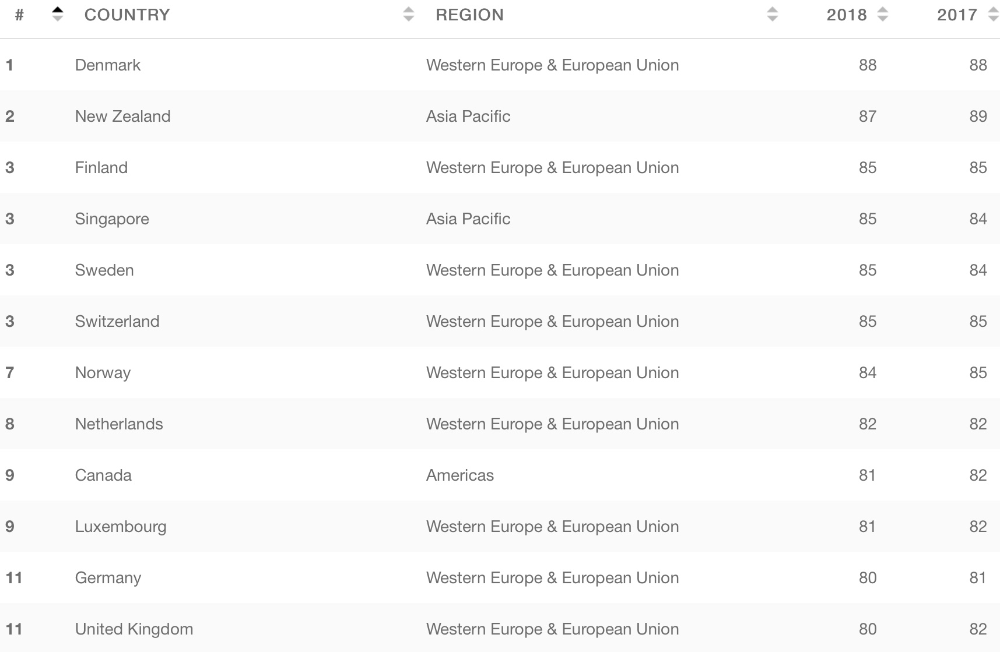 # COUNTRY REGION 2018 2017
1 Denmark Western Europe & European Union 88 88
2 New Zealand Asia Pacific 87 89
3 Finland Western Europe & European Union 85 85
3 Singapore Asia Pacific 85 84
3 Sweden Western Europe & European Union 85 84
3 Switzerland Western Europe & European Union 85 85
7 Norway Western Europe & European Union 84 85
8 Netherlands Western Europe & European Union 82 82
9 Canada Americas 81 82
9 Luxembourg Western Europe & European Union 81 82
11 Germany Western Europe & European Union 80 81
11 United Kingdom Western Europe & European Union 80 82